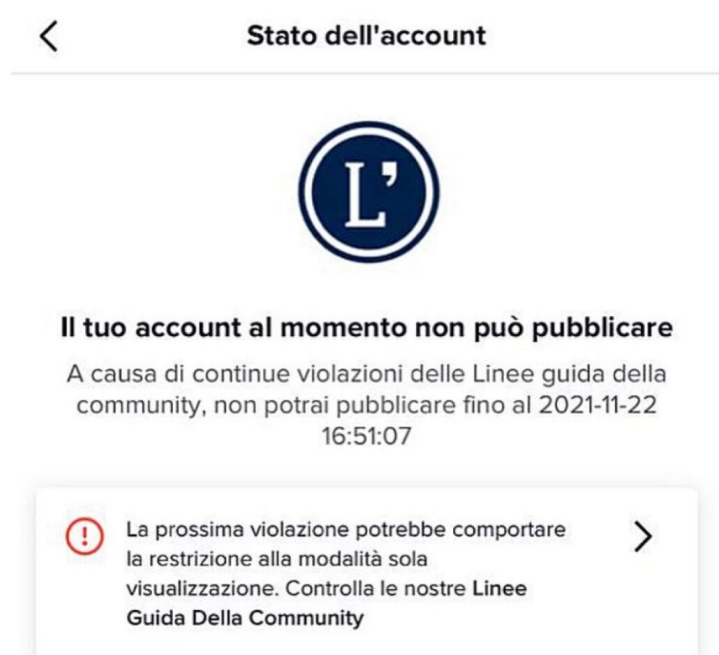 Stato dell'account
L'
Il tuo account al momento non può pubblicare
A causa di continue violazioni delle Linee guida della
community, non potrai pubblicare fino al 2021-11-22
16:51:07
La prossima violazione potrebbe comportare
la restrizione alla modalità sola
visualizzazione. Controlla le nostre Linee
Guida Della Community